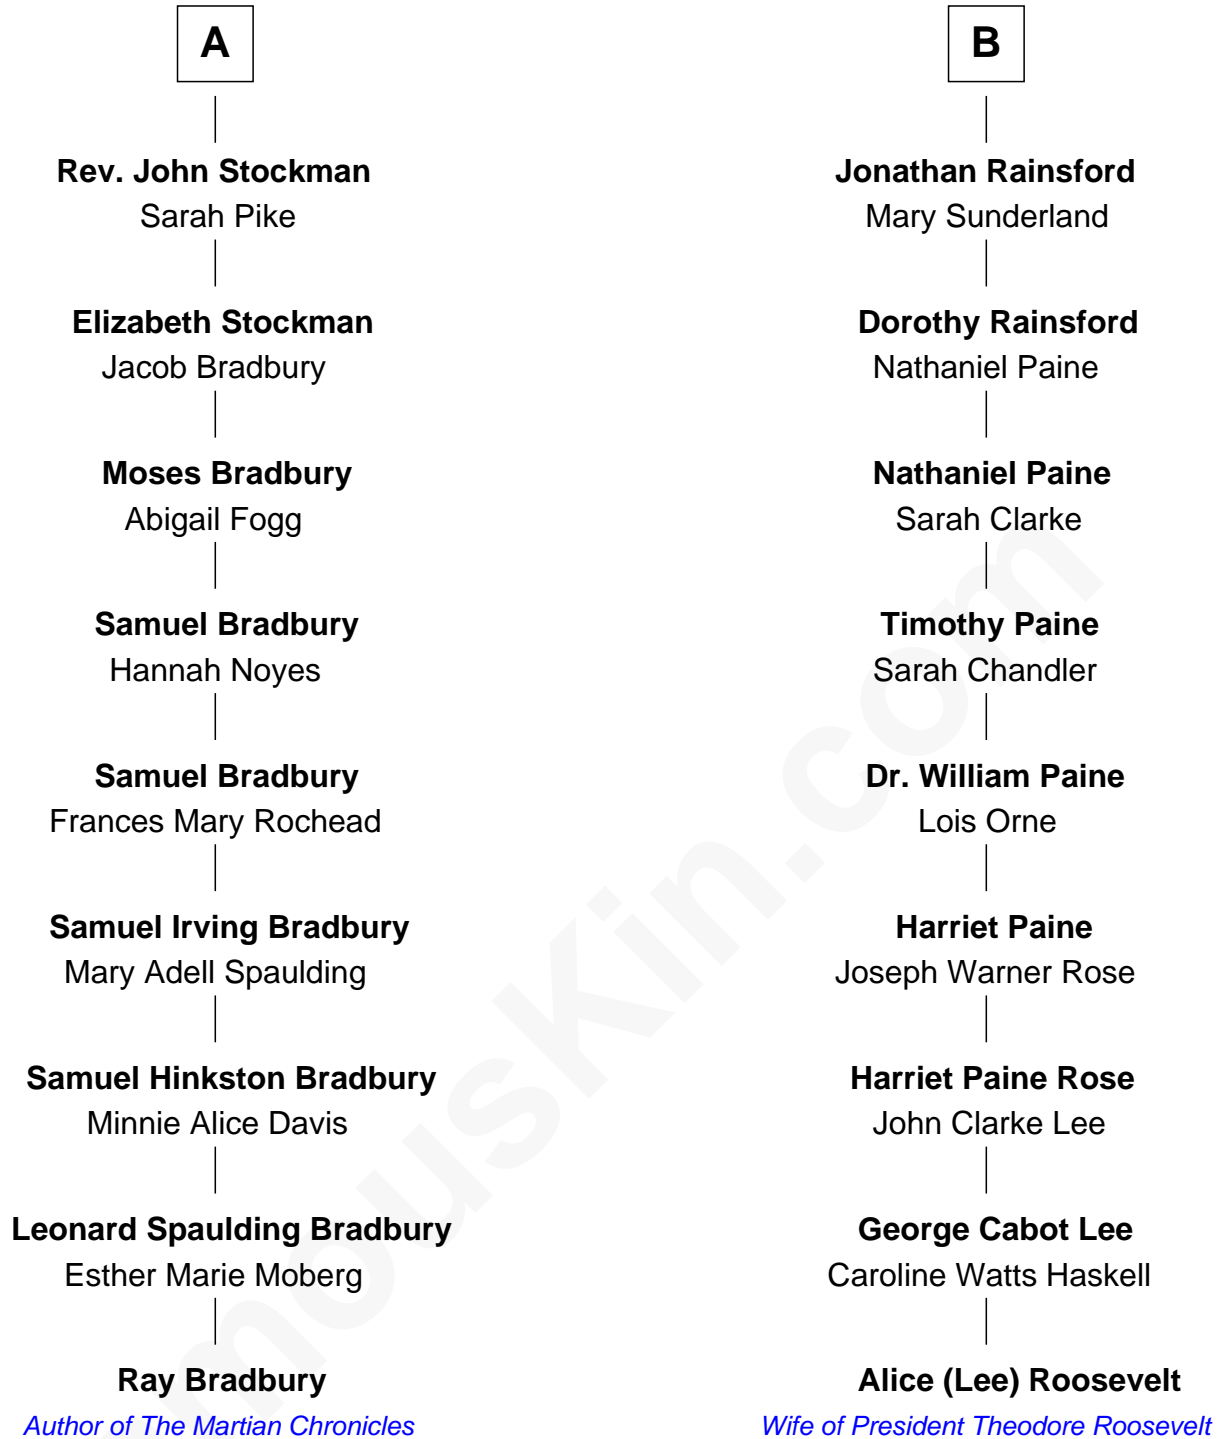 A
Rev. John Stockman
Sarah Pike
Elizabeth Stockman
Jacob Bradbury
Moses Bradbury
Abigail Fogg
Samuel Bradbury
Hannah Noyes
Samuel Bradbury
Frances Mary Rochead
Samuel Irving Bradbury
Mary Adell Spaulding
Samuel Hinkston Bradbury
Minnie Alice Davis
Leonard Spaulding Bradbury
Esther Marie Moberg
Ray Bradbury
Author of The Martian Chronicles
B
Jonathan Rainsford
Mary Sunderland
Dorothy Rainsford
Nathaniel Paine
Nathaniel Paine
Sarah Clarke
Timothy Paine
Sarah Chandler
Dr. William Paine
Lois Orne
Harriet Paine
Joseph Warner Rose
Harriet Paine Rose
John Clarke Lee
George Cabot Lee
Caroline Watts Haskell
Alice (Lee) Roosevelt
Wife of President Theodore Roosevelt
mousKin.com